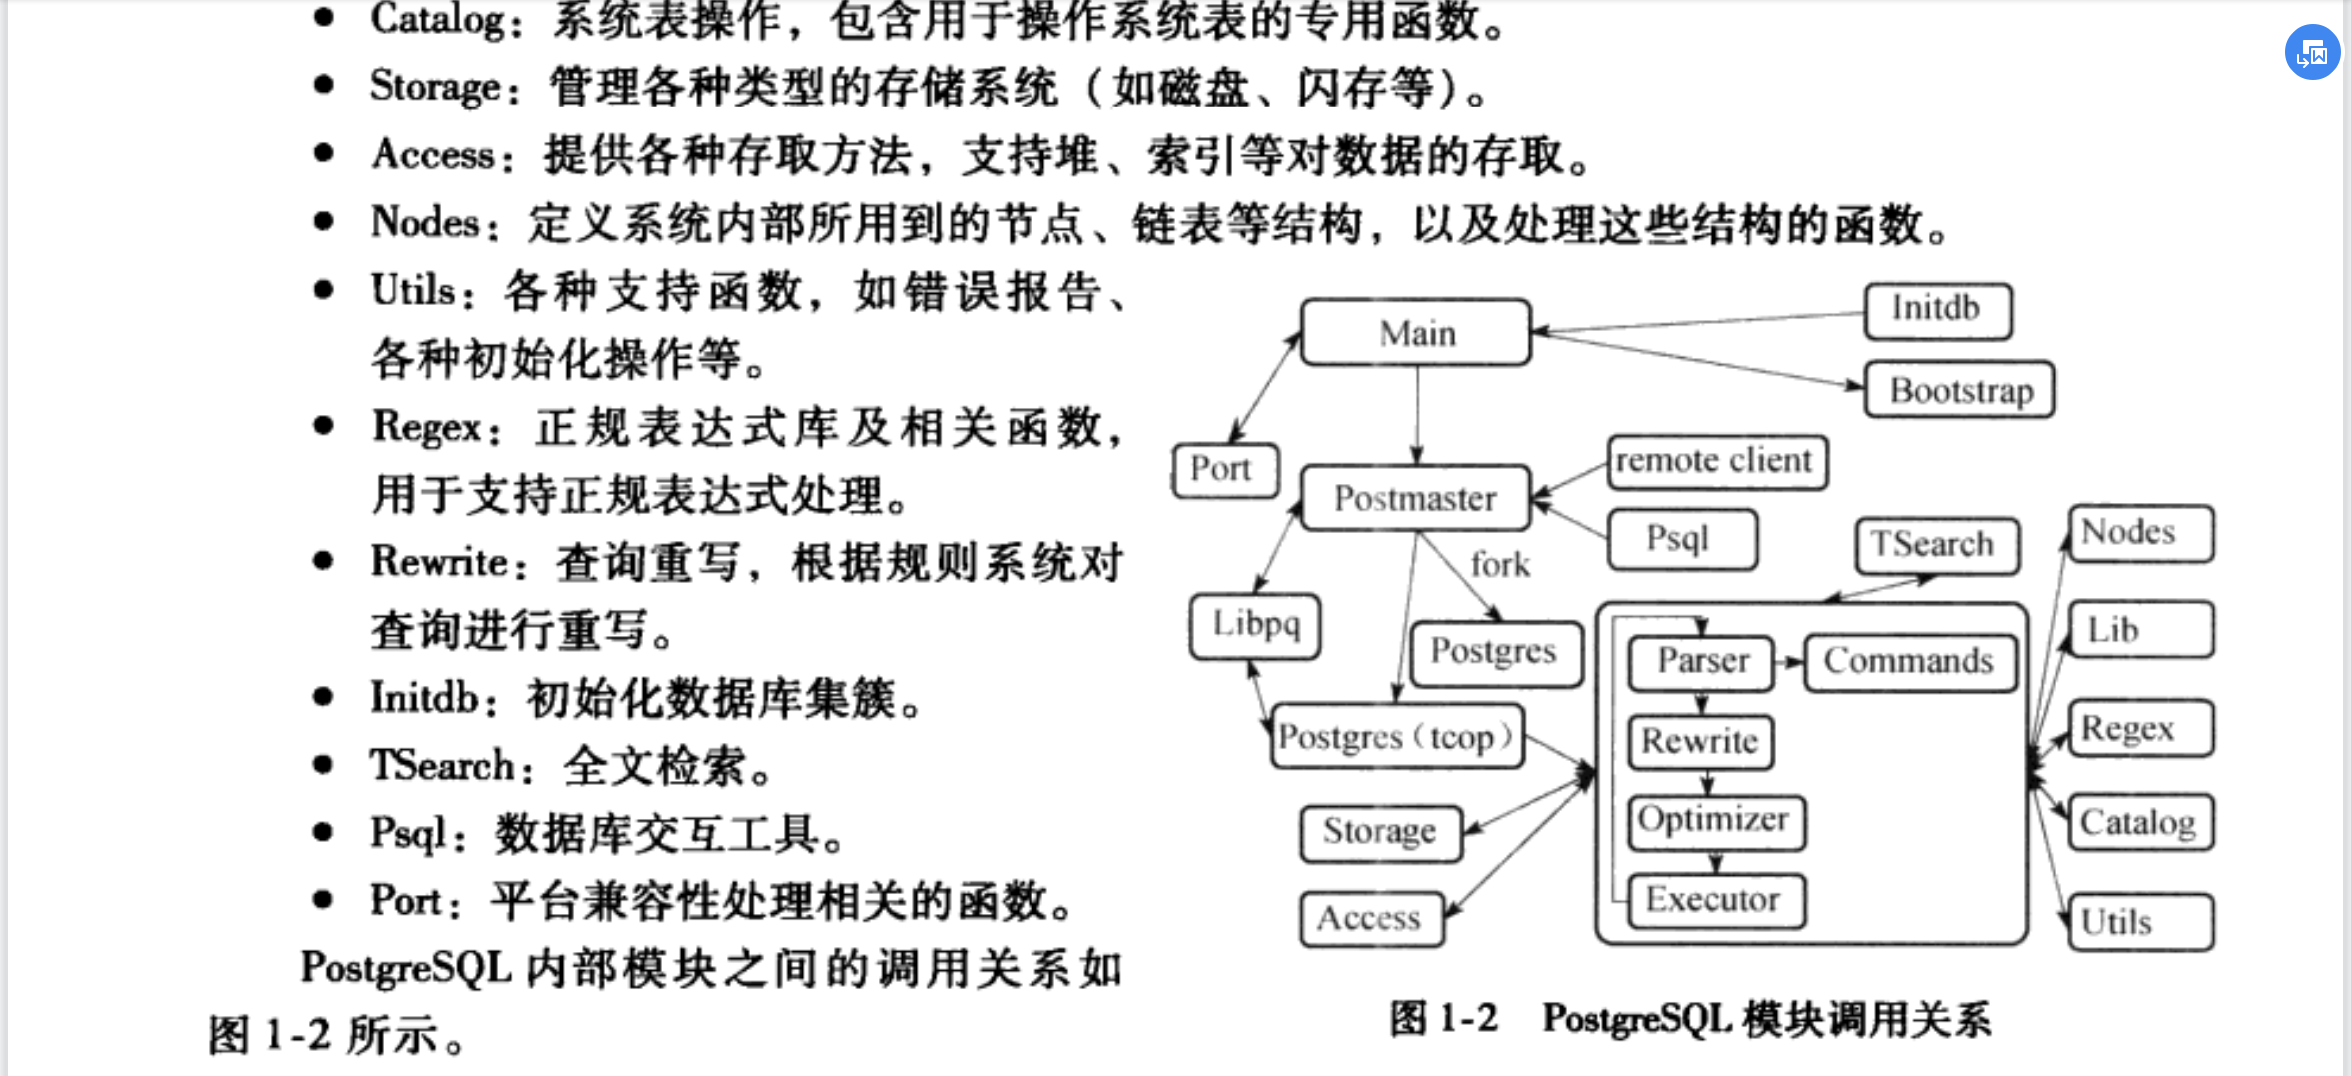 • Catalog：系统表操作，包含用于操作系统表的专用函数。
• Storage：管理各种类型的存储系统（如磁盘、闪存等）。
• Access：提供各种存取方法，支持堆、索引等对数据的存取。
• Nodes：定义系统内部所用到的节点、链表等结构，以及处理这些结构的函数。
• Utils：各种支持函数，如错误报告、
各种初始化操作等。
• Regex：正规表达式库及相关函数，
用于支持正规表达式处理。
• Rewrite：查询重写，根据规则系统对
查询进行重写。
• Initdb：初始化数据库集簇。
• TSearch：全文检索。
• Psql：数据库交互工具。
• Port：平台兼容性处理相关的函数。
PostgreSQL 内部模块之间的调用关系如
图 1-2 所示。
Main
Initdb
Bootstrap
Port
remote client
Postmaster
Psql
TSearch
Nodes
fork
Libpq
Postgres
Parser
Commands
Lib
Postgres（tcop）
Rewrite
Regex
Storage
Optimizer
Catalog
Access
Executor
Utils
图 1-2 PostgreSQL 模块调用关系